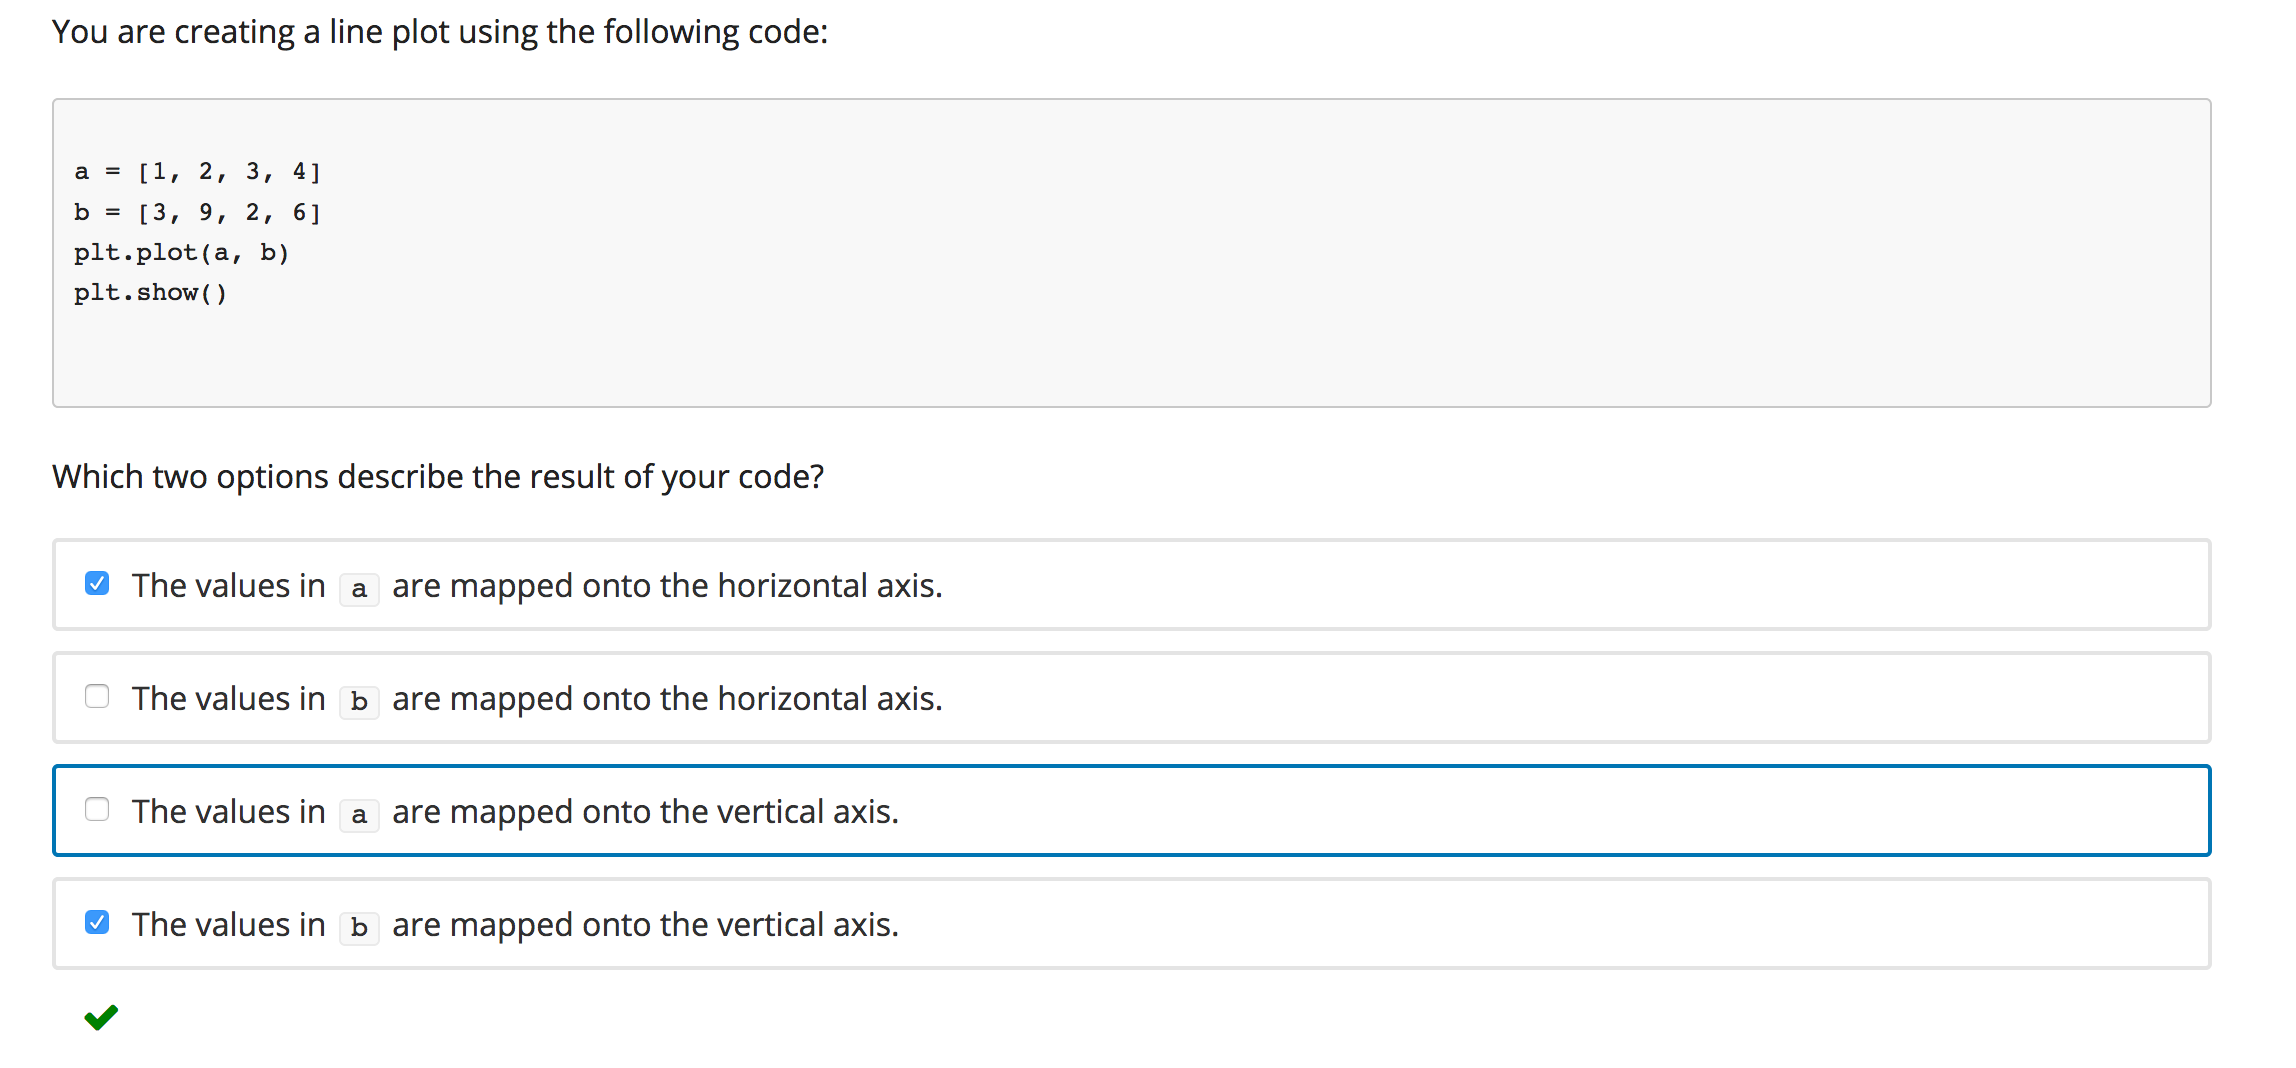 You are creating a line plot using the following code:
a = [1, 2, 3, 4]
b = [3, 9, 2, 6]
plt.plot(a, b)
plt.show()
Which two options describe the result of your code?
The values in a are mapped onto the horizontal axis.
The values in b are mapped onto the horizontal axis.
The values in a are mapped onto the vertical axis.
The values in b are mapped onto the vertical axis.